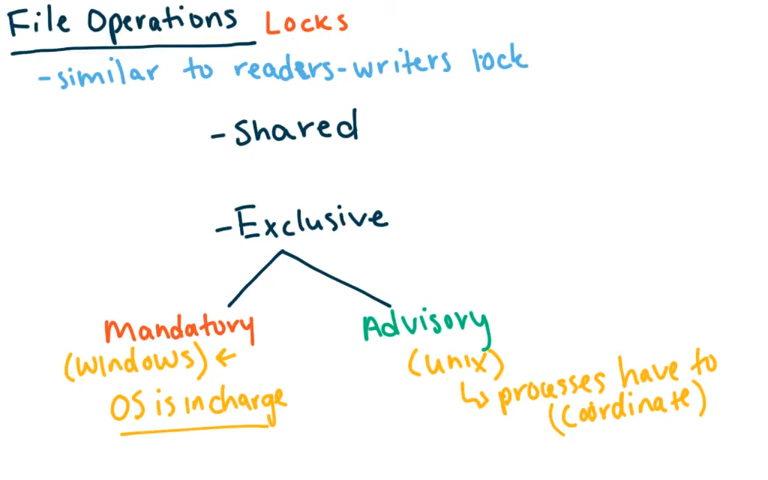 File Operations Locks
-similar to readers-writers lock
-Shared
-Exclusive
Mandatory
(Windows) ←
OS is in charge
Advisory
(unix)
↳ processes have to
(coordinate)